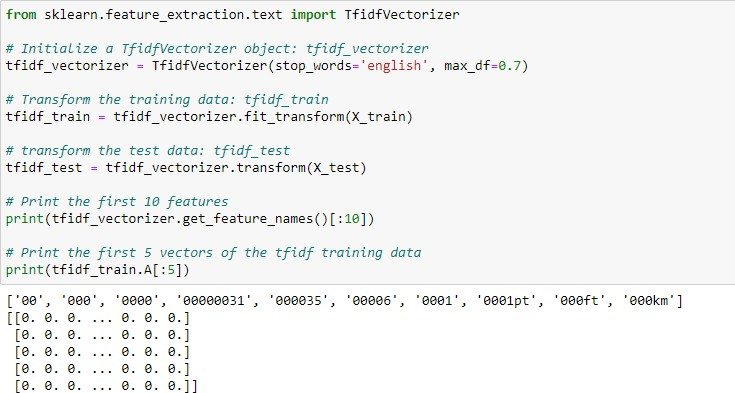 from sklearn.feature_extraction.text import TfidfVectorizer
# Initialize a TfidfVectorizer object: tfidf_vectorizer
tfidf_vectorizer = TfidfVectorizer(stop_words='english', max_df=0.7)
# Transform the training data: tfidf_train
tfidf_train = tfidf_vectorizer.fit_transform(X_train)
# transform the test data: tfidf_test
tfidf_test = tfidf_vectorizer.transform(X_test)
# Print the first 10 features
print(tfidf_vectorizer.get_feature_names()[:10])
# Print the first 5 vectors of the tfidf training data
print(tfidf_train.A[:5])
['00', '000', '0000', '00000031', '000035', '00006', '0001', '0001pt', '000ft', '000km']
[[0. 0. 0. ... 0. 0. 0.]
[0. 0. 0. ... 0. 0. 0.]
[0. 0. 0. ... 0. 0. 0.]
[0. 0. 0. ... 0. 0. 0.]
[0. 0. 0. ... 0. 0. 0.]]